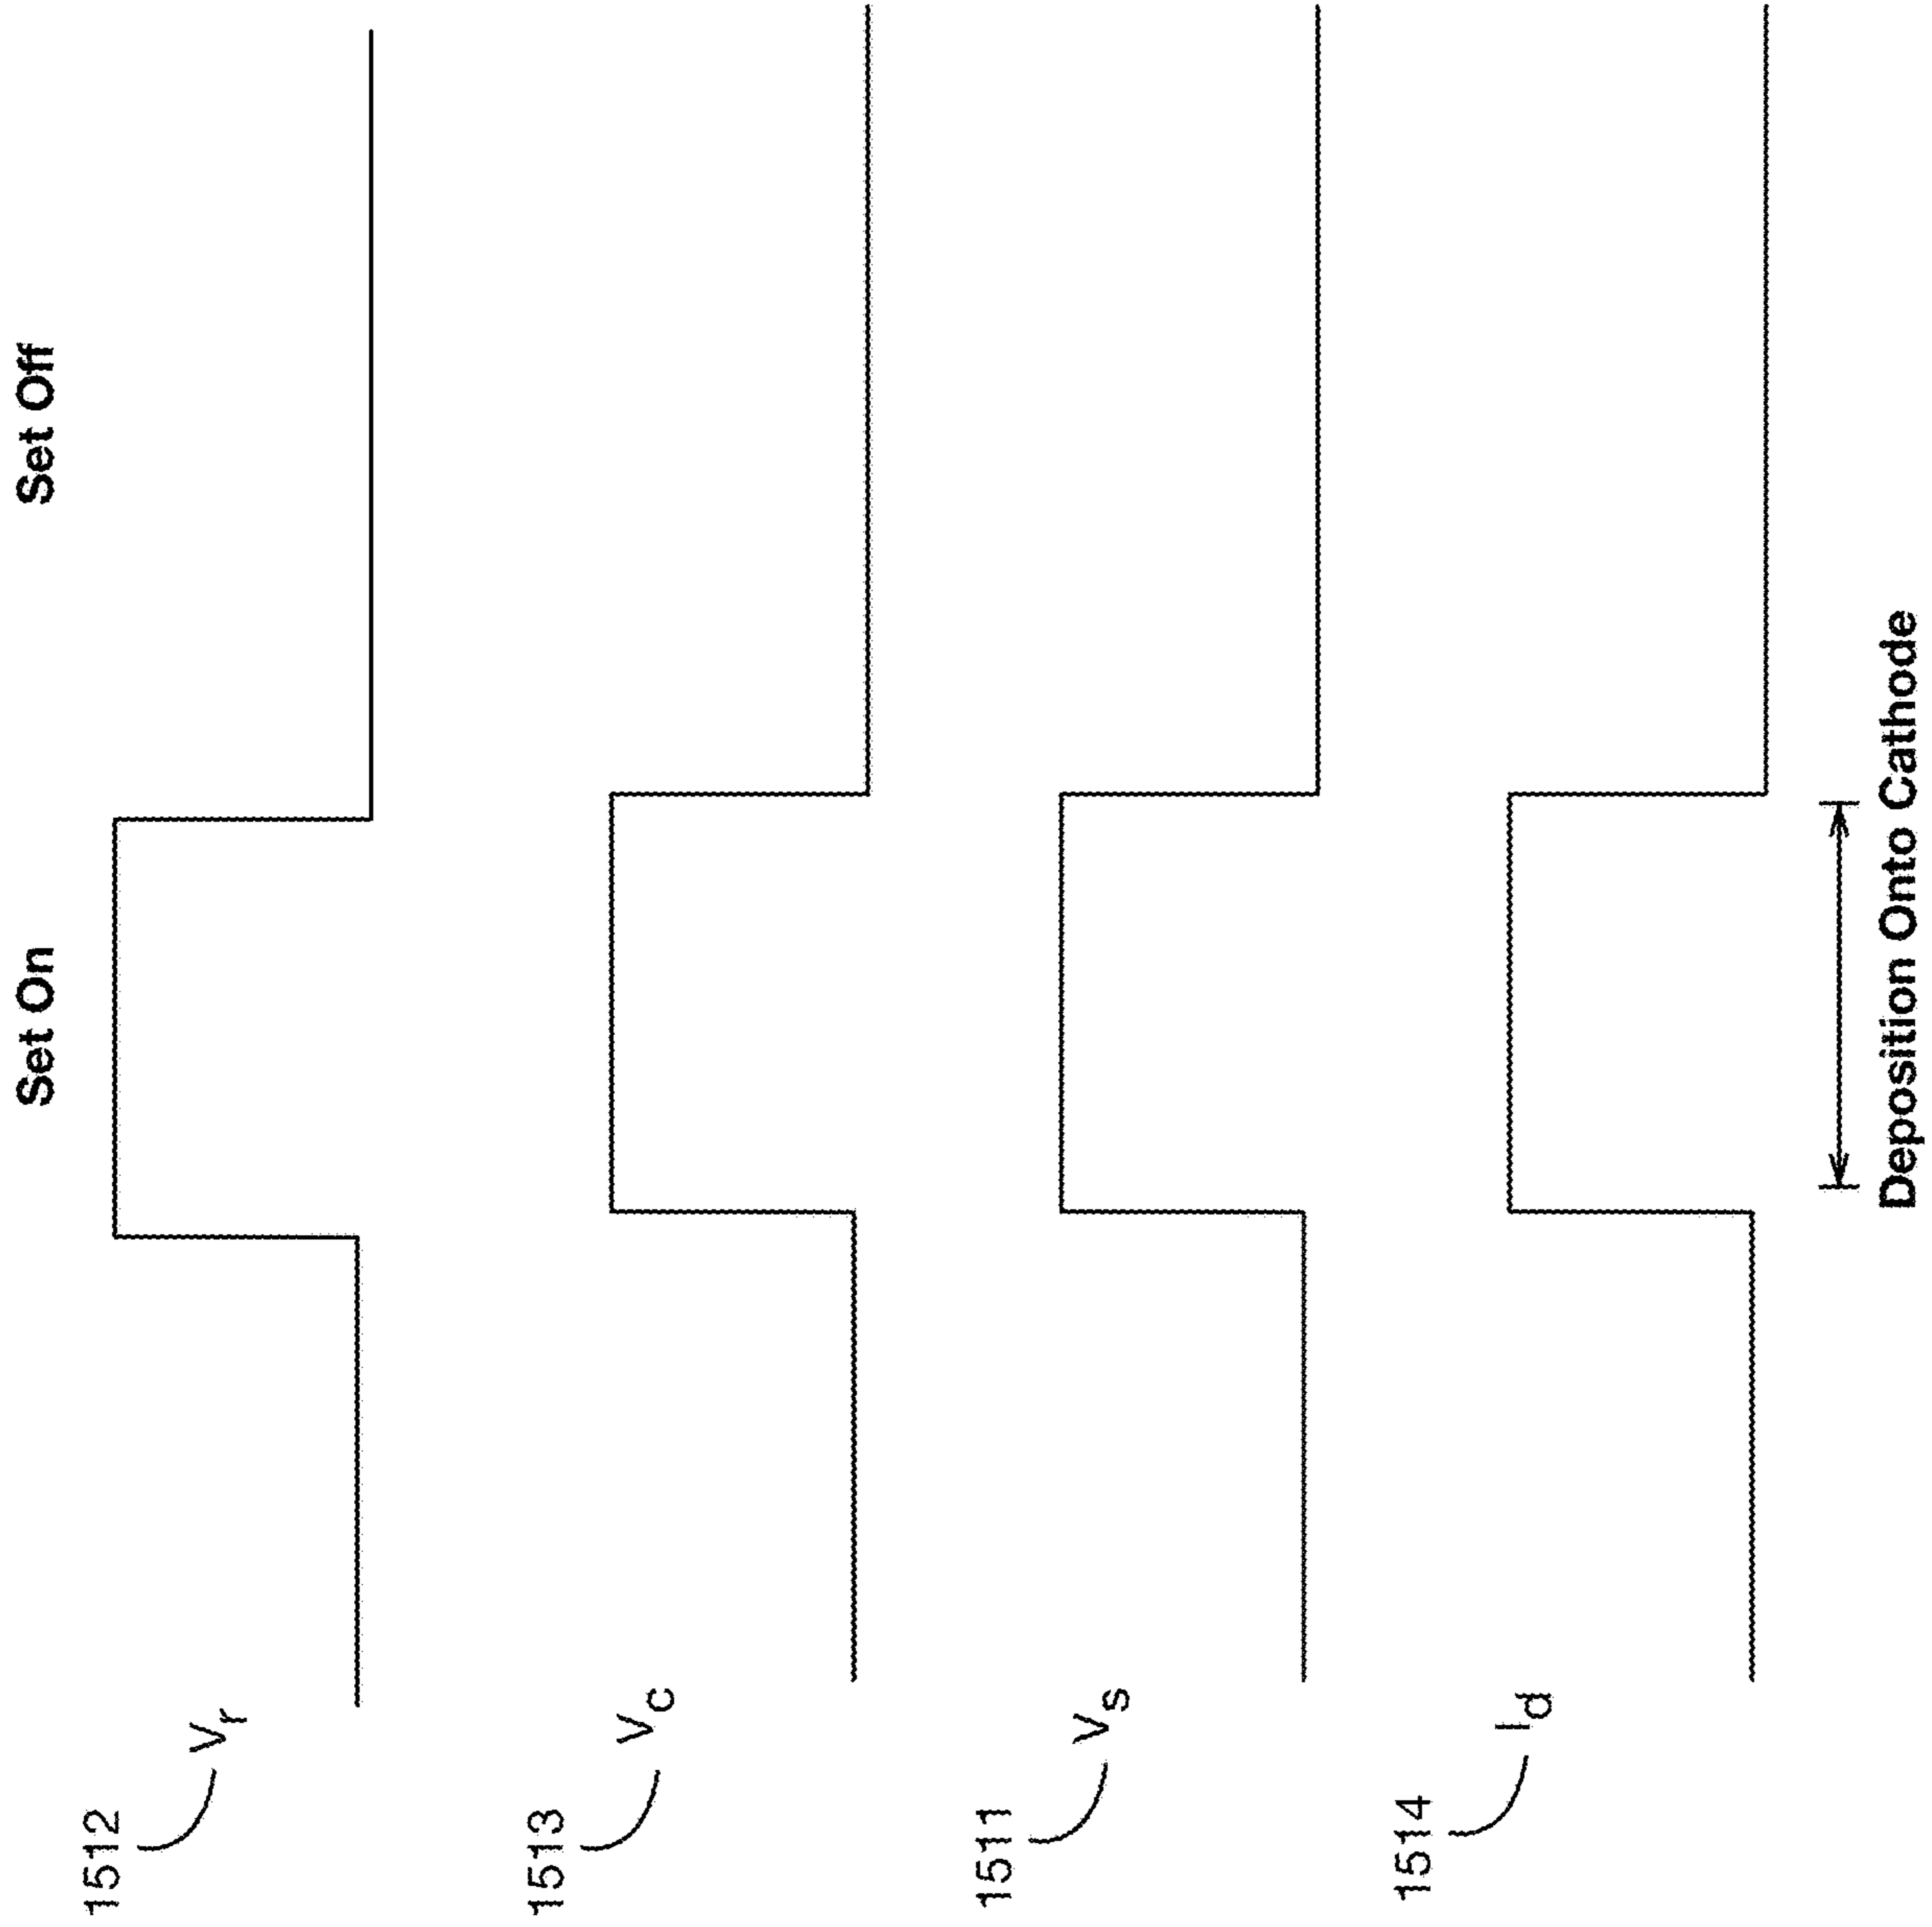 Set On
Set Off
1512
Vr
1513
Vc
1511
Vs
1514
Id
Deposition Onto Cathode